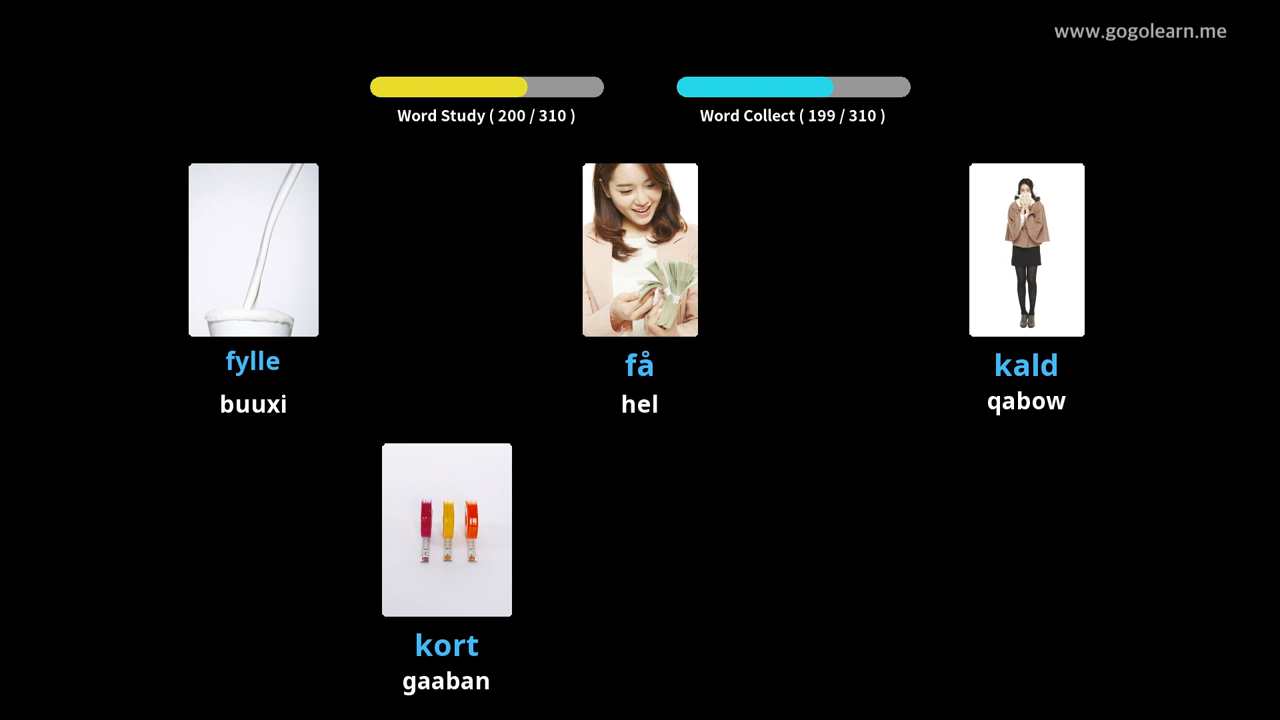 www.gogolearn.me
Word Study ( 200 / 310 )
Word Collect ( 199 / 310 )
fylle
buuxi
få
hel
kald
qabow
kort
gaaban